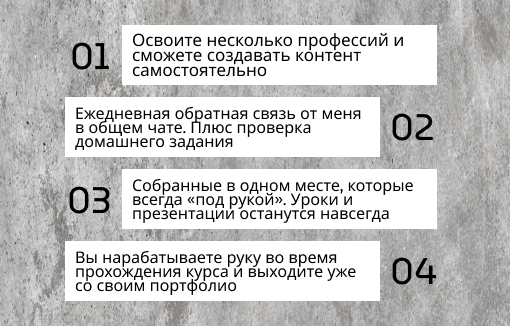 01
Освоите несколько профессий и
сможете создавать контент
самостоятельно
Ежедневная обратная связь от меня
в общем чате. Плюс проверка
домашнего задания
02
03
Собранные в одном месте, которые
всегда «под рукой». Уроки и
презентации останутся навсегда
Вы нарабатываете руку во время
прохождения курса и выходите уже
со своим портфолио
04